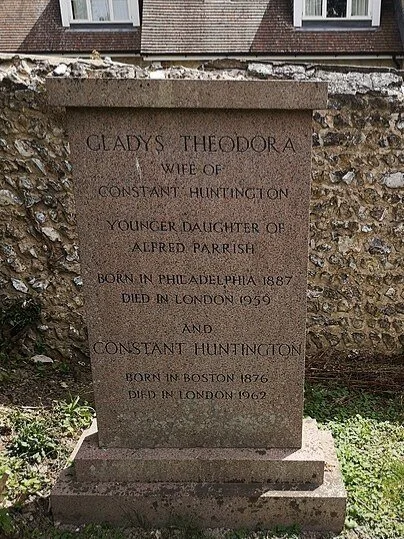 GLADYS THEODORA
WIFE OF
CONSTANT HUNTINGTON
YOUNGER DAUGHTER OF
ALFRED PARRISH
BORN IN PHILADELPHIA 1887
DIED IN LONDON 1959
AND
CONSTANT HUNTINGTON
BORN IN BOSTON 1876
DIED IN LONDON 1962